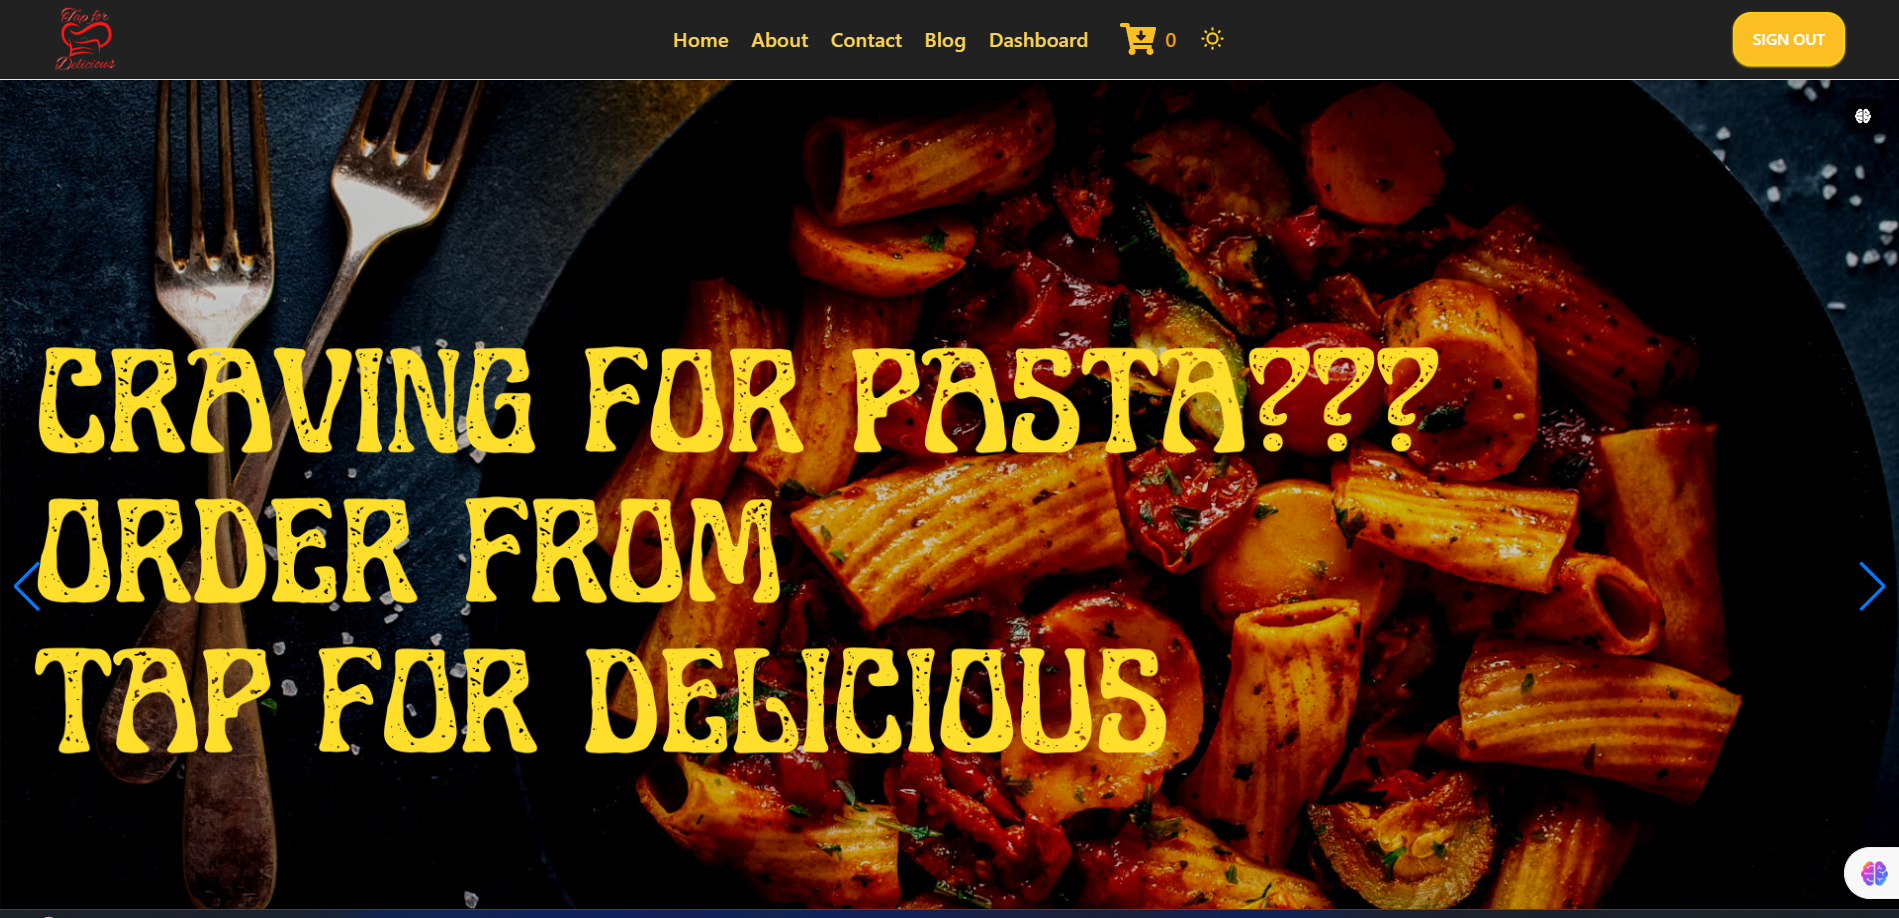 Tap for
Delicious
Home
About
Contact
Blog
Dashboard
0
SIGN OUT
CRAVING FOR PASTA???
ORDER FROM
TAP FOR DELICIOUS